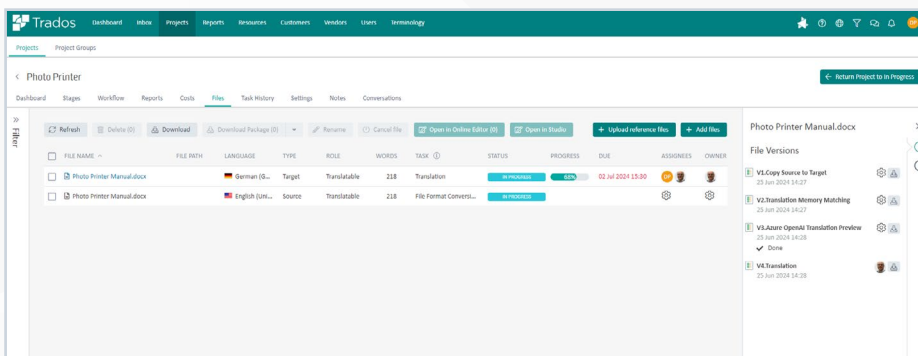 Trados Dashboard Inbox Projects Reports Resources Customers Vendors Users Terminology
Projects Project Groups
Photo Printer
Return Project to In Progress
Dashboard Stages Workflow Reports Costs Files Task History Settings Notes Conversations
Filter
Refresh Delete (0) Download Download Package (0) Rename Cancel file Open in Online Editor (0) Open in Studio + Upload reference files + Add files
FILE NAME FILE PATH LANGUAGE TYPE ROLE WORDS TASK STATUS PROGRESS DUE ASSIGNEES OWNER
Photo Printer Manual.docx German (G... Target Translatable 218 Translation IN PROGRESS 68% 02 Jul 2024 15:30
Photo Printer Manual.docx English (Uni... Source Translatable 218 File Format Conversi... IN PROGRESS
Photo Printer Manual.docx
File Versions
V1.Copy Source to Target
25 Jun 2024 14:27
V2.Translation Memory Matching
25 Jun 2024 14:27
V3.Azure OpenAI Translation Preview
25 Jun 2024 14:28
Done
V4.Translation
25 Jun 2024 14:28